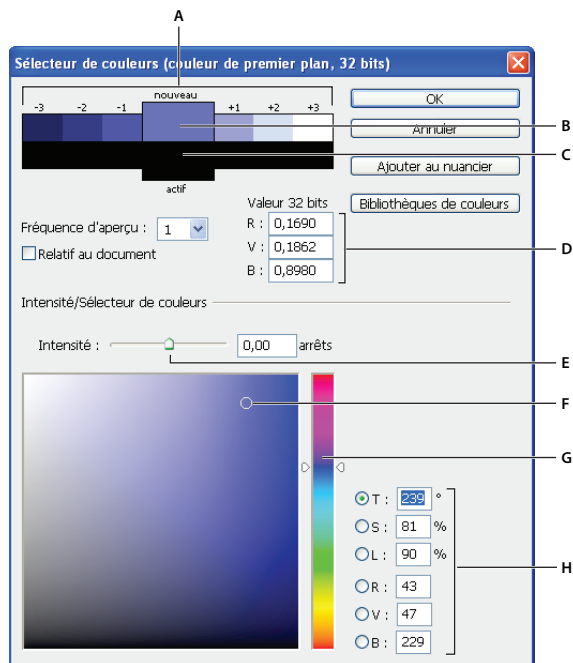 A
Sélecteur de couleurs (couleur de premier plan, 32 bits)
nouveau
-3 -2 -1 +1 +2 +3
OK
Annuler
B
C
Ajouter au nuancier
actif
Bibliothèques de couleurs
Valeur 32 bits
Fréquence d'aperçu : 1
R : 0,1690
Relatif au document
V : 0,1862
D
B : 0,8980
Intensité/Sélecteur de couleurs
Intensité : 0,00 arrêts
E
F
G
T : 239 °
S : 81 %
L : 90 %
H
R : 43
V : 47
B : 229